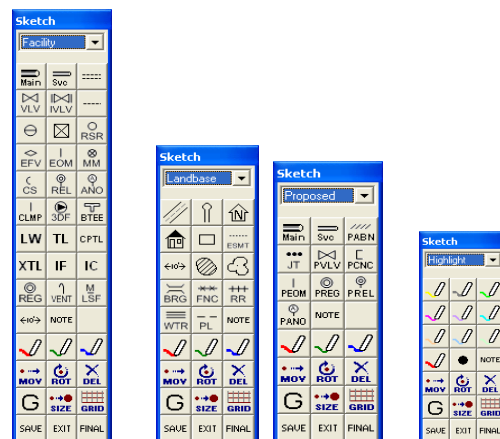 Sketch
Facility
Main Svc
VLV IVLV
RSR
EFV EOM MM
CS REL ANO
CLMP 3DF BTEE
LW TL CPTL
XTL IF IC
REG VENT LSF
M
←10'→ NOTE
MOV ROT DEL
G SIZE GRID
SAVE EXIT FINAL
Sketch
Landbase
N
ESMT
←10'→
BRG FNC RR
WTR PL NOTE
MOV ROT DEL
G SIZE GRID
SAVE EXIT FINAL
Sketch
Proposed
Main Svc PABN
JT PVLV PCNC
PEOM PREG PREL
PANO NOTE
MOV ROT DEL
G SIZE GRID
SAVE EXIT FINAL
Sketch
Highlight
NOTE
MOV ROT DEL
G SIZE GRID
SAVE EXIT FINAL